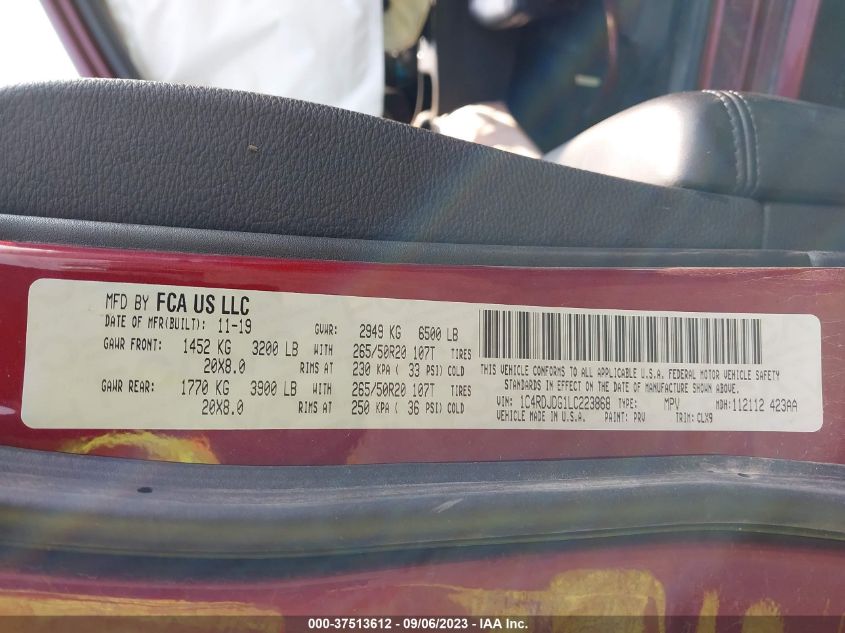 MFD BY FCA US LLC
DATE OF MFR(BUILT): 11-19 GVWR: 2949 KG 6500 LB
GAWR FRONT: 1452 KG 3200 LB WITH 265/50R20 107T TIRES
20X8.0 RIMS AT 230 KPA ( 33 PSI) COLD
GAWR REAR: 1770 KG 3900 LB WITH 265/50R20 107T TIRES
20X8.0 RIMS AT 250 KPA ( 36 PSI) COLD
THIS VEHICLE CONFORMS TO ALL APPLICABLE U.S.A. FEDERAL MOTOR VEHICLE SAFETY
STANDARDS IN EFFECT ON THE DATE OF MANUFACTURE SHOWN ABOVE.
VIN: 1C4RDJDG1LC223868 TYPE: MPV MDH: 112112 423AA
VEHICLE MADE IN U.S.A. PAINT: PRV TRIM: CLX9
000-37513612 - 09/06/2023 - IAA Inc.